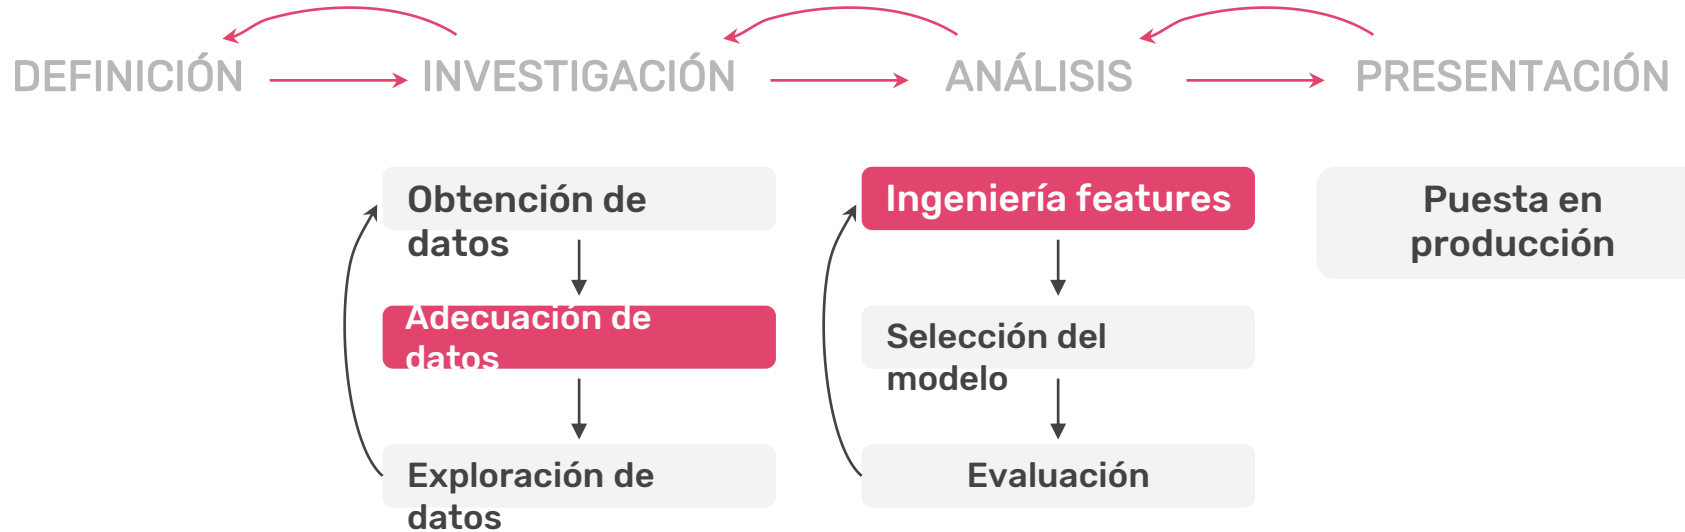 DEFINICIÓN
INVESTIGACIÓN
ANÁLISIS
PRESENTACIÓN
Obtención de
datos
Adecuación de
datos
Exploración de
datos
Ingeniería features
Selección del
modelo
Evaluación
Puesta en
producción